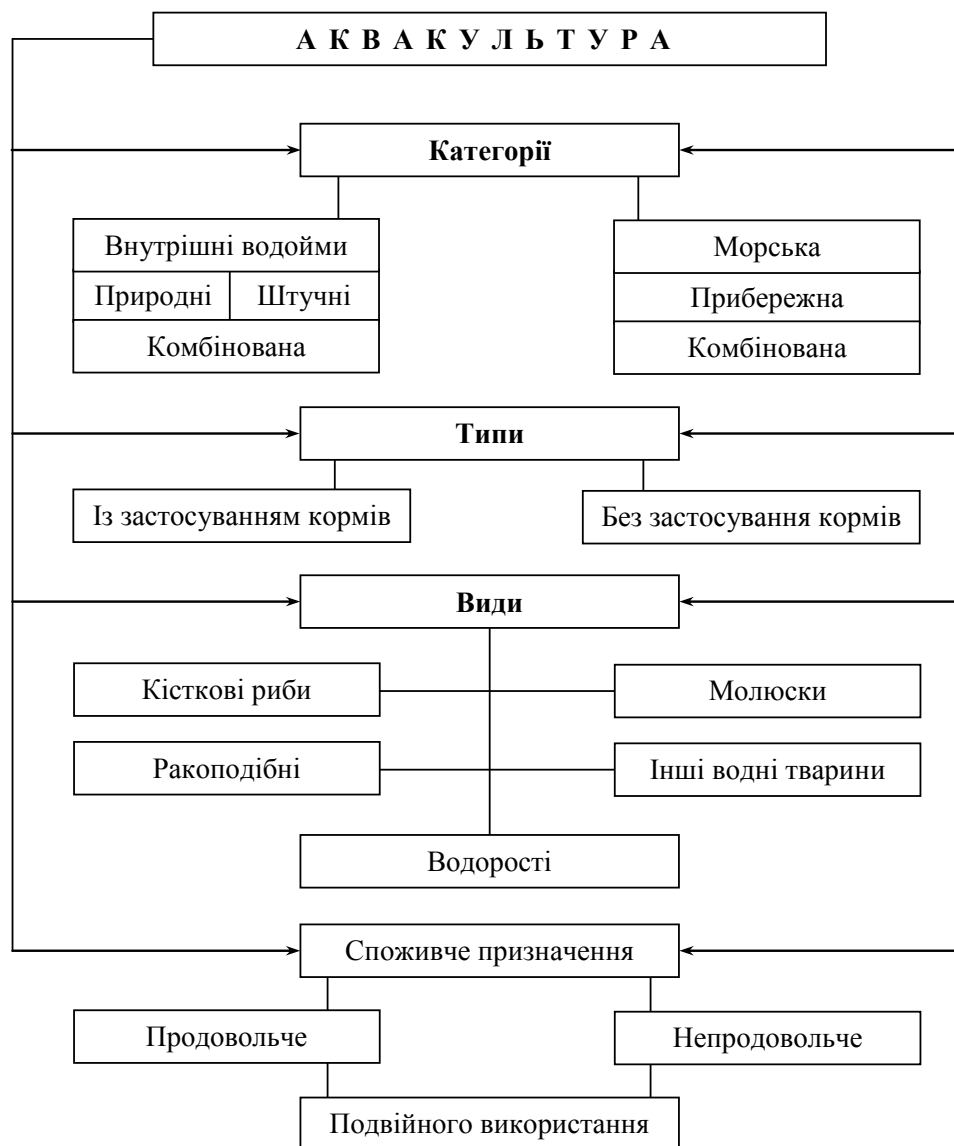 АКВАКУЛЬТУРА
Категорії
Внутрішні водойми
Природні
Штучні
Комбінована
Морська
Прибережна
Комбінована
Типи
Із застосуванням кормів
Без застосування кормів
Види
Кісткові риби
Молюски
Ракоподібні
Інші водні тварини
Водорості
Споживче призначення
Продовольче
Непродовольче
Подвійного використання